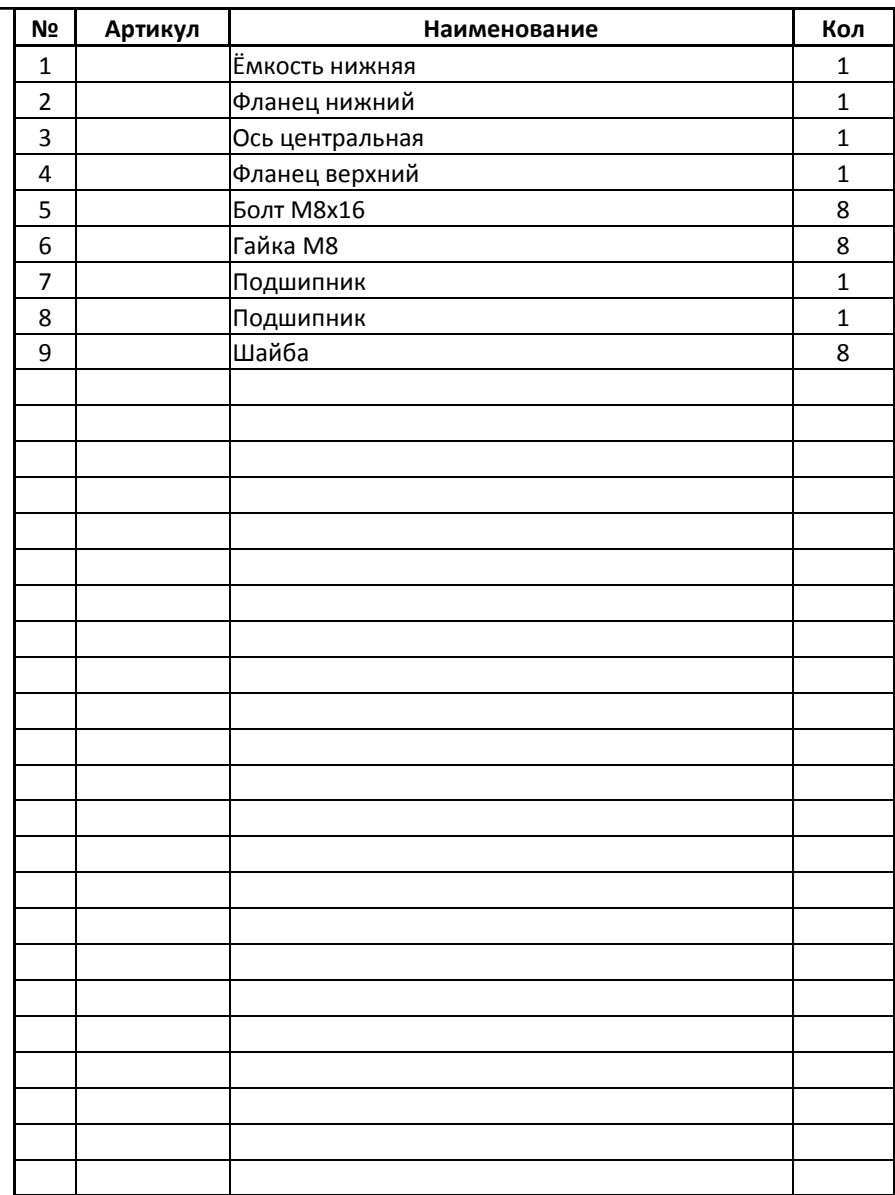 № Артикул Наименование Кол
1 Ёмкость нижняя 1
2 Фланец нижний 1
3 Ось центральная 1
4 Фланец верхний 1
5 Болт М8х16 8
6 Гайка М8 8
7 Подшипник 1
8 Подшипник 1
9 Шайба 8